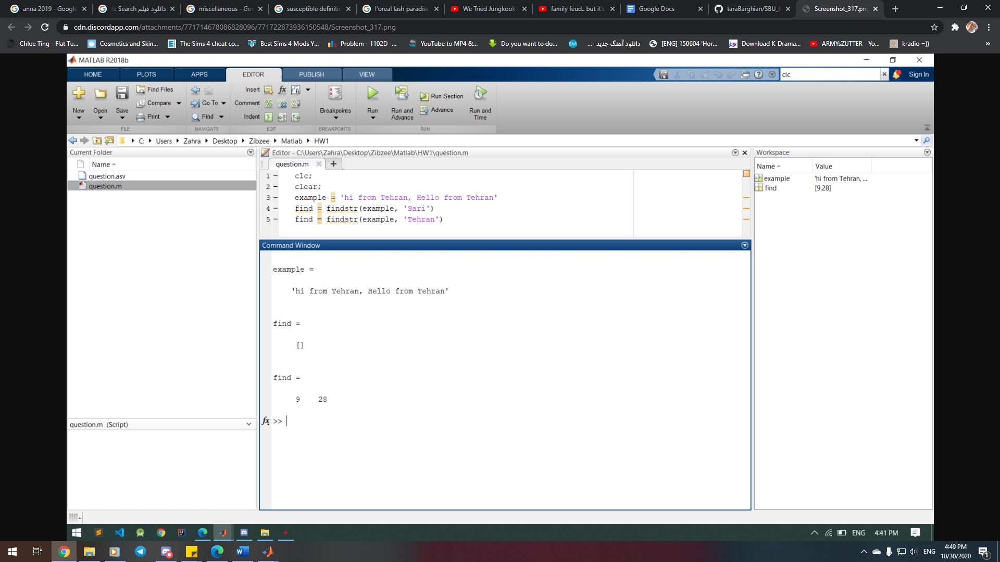 anna 2019 - Google
le Search دانلود فیلم
miscellaneous - Goo
susceptible definitic
l'oreal lash paradise
We Tried Jungkook'
family feud.. but it's
Google Docs
taraBarghian/SBU_M
Screenshot_317.png
cdn.discordapp.com/attachments/771714678086828096/771722873936150548/Screenshot_317.png
Chloe Ting - Flat Tu...
Cosmetics and Skin...
The Sims 4 cheat co...
Best Sims 4 Mods Y...
Problem - 1102D -...
YouTube to MP4 &...
Do you want to do...
دانلود آهنگ جدید -...
[ENG] 150604 'Hor...
Download K-Drama...
ARMYsZUTTER - Yo...
kradio =))
»
MATLAB R2018b
HOME PLOTS APPS EDITOR PUBLISH VIEW
clc
Sign In
New
Open
Save
Find Files
Compare
Print
Go To
Find
Insert
fx
Comment
Indent
Breakpoints
Run
Run and Advance
Run Section
Advance
Run and Time
FILE NAVIGATE EDIT BREAKPOINTS RUN
C: Users Zahra Desktop Zibzee Matlab HW1
Current Folder
Name
question.asv
question.m
question.m (Script)
Editor - C:\Users\Zahra\Desktop\Zibzee\Matlab\HW1\question.m
question.m
1 – clc;
2 – clear;
3 – example = 'hi from Tehran, Hello from Tehran'
4 – find = findstr(example, 'Sari')
5 – find = findstr(example, 'Tehran')
Command Window
example =
'hi from Tehran, Hello from Tehran'
find =
[]
find =
9 28
fx >>
Workspace
Name Value
example 'hi from Tehran, ...
find [9,28]
ENG 4:41 PM
ENG
4:49 PM
10/30/2020
1